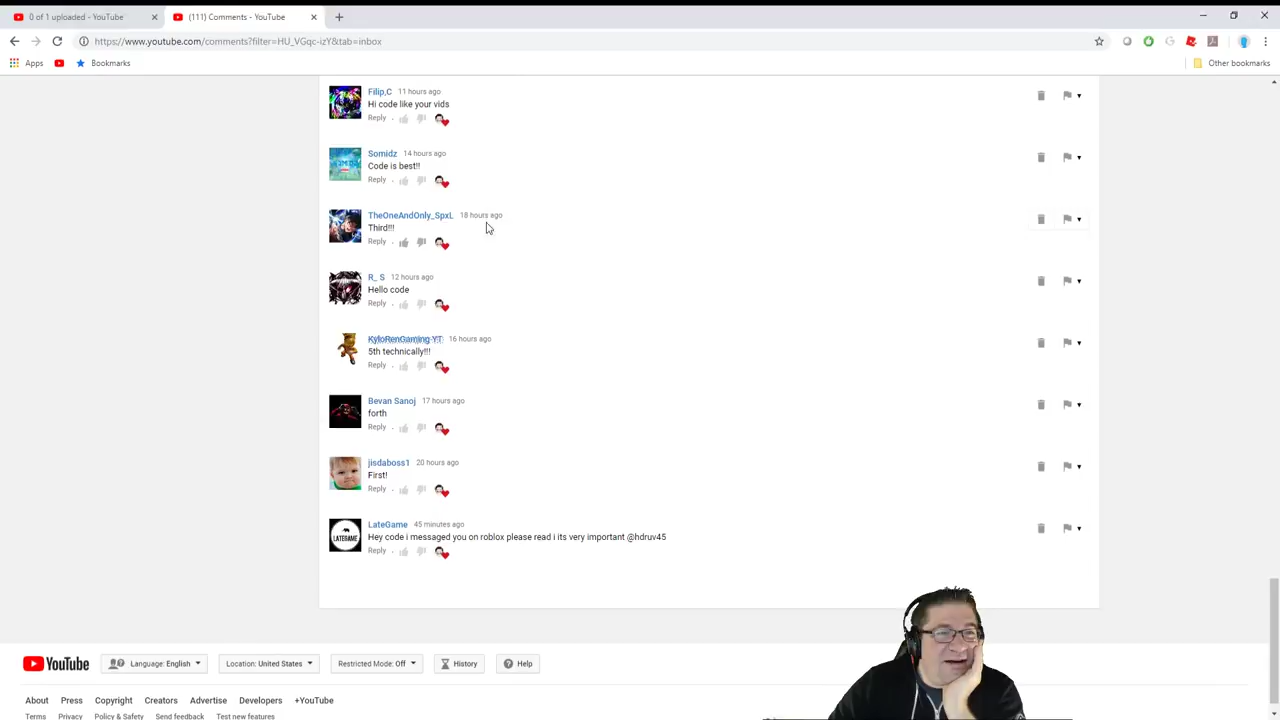 0 of 1 uploaded - YouTube
(111) Comments - YouTube
https://www.youtube.com/comments?filter=HU_VGqc-izY&tab=inbox
Apps
Bookmarks
Other bookmarks
Filip,C 11 hours ago
Hi code like your vids
Reply
Somidz 14 hours ago
Code is best!!
Reply
TheOneAndOnly_SpxL 18 hours ago
Third!!!
Reply
R_ S 12 hours ago
Hello code
Reply
KyloRenGaming-YT 16 hours ago
5th technically!!!
Reply
Bevan Sanoj 17 hours ago
forth
Reply
jisdaboss1 20 hours ago
First!
Reply
LATEGAME
LateGame 45 minutes ago
Hey code i messaged you on roblox please read i its very important @hdruv45
Reply
YouTube
Language: English
Location: United States
Restricted Mode: Off
History
Help
About Press Copyright Creators Advertise Developers +YouTube
Terms Privacy Policy & Safety Send feedback Test new features